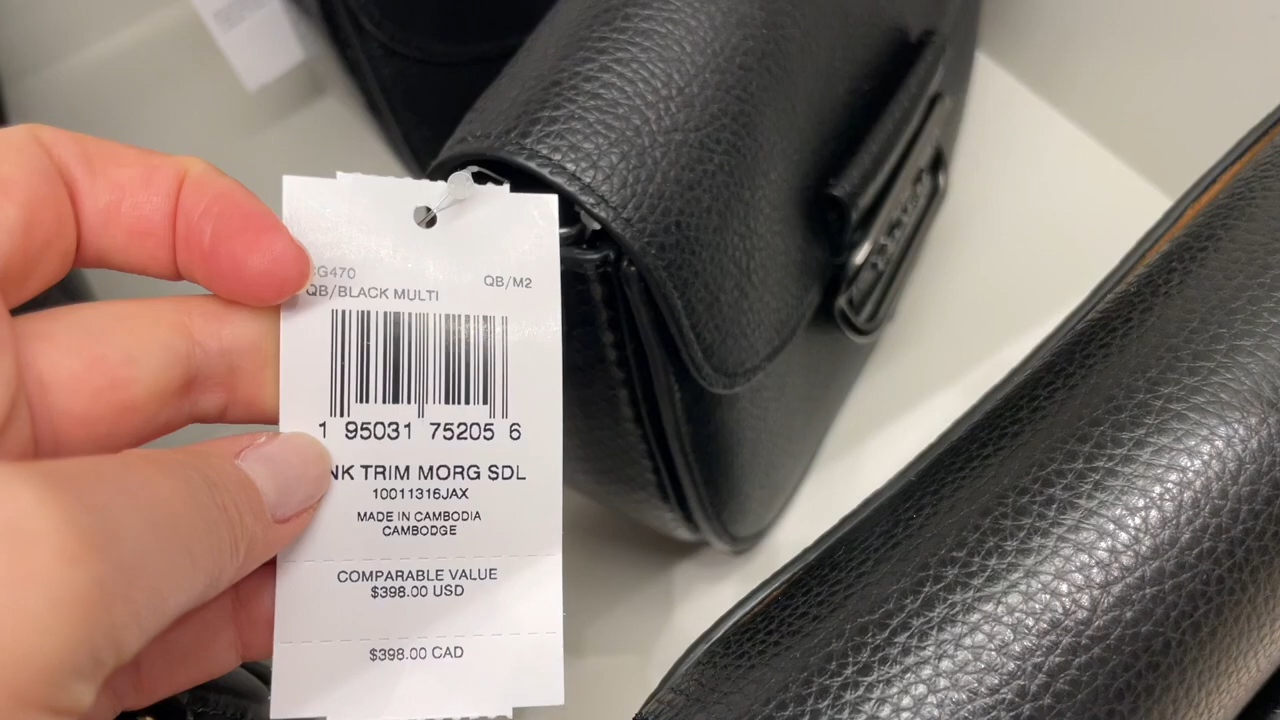 G470
QB/M2
QB/BLACK MULTI
1 95031 75205 6
NK TRIM MORG SDL
10011316JAX
MADE IN CAMBODIA
CAMBODGE
COMPARABLE VALUE
$398.00 USD
$398.00 CAD